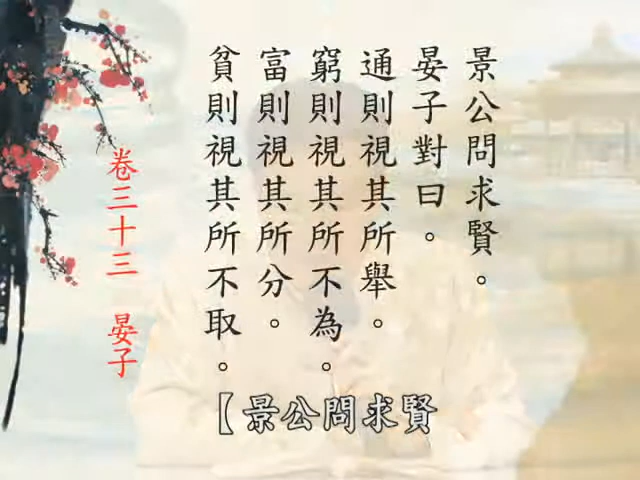 景公問求賢。
晏子對曰。
通則視其所舉。
窮則視其所不為。
富則視其所分。
貧則視其所不取。
卷三十三 晏子
【景公問求賢